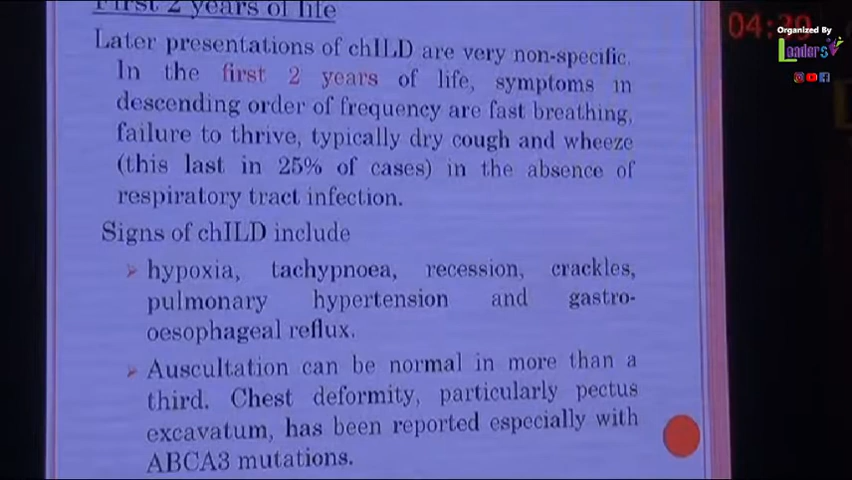 First 2 years of life
Later presentations of chILD are very non-specific.
In the first 2 years of life, symptoms in
descending order of frequency are fast breathing,
failure to thrive, typically dry cough and wheeze
(this last in 25% of cases) in the absence of
respiratory tract infection.
Signs of chILD include
➢ hypoxia, tachypnoea, recession, crackles,
pulmonary hypertension and gastro-
oesophageal reflux.
➢ Auscultation can be normal in more than a
third. Chest deformity, particularly pectus
excavatum, has been reported especially with
ABCA3 mutations.
Organized By
Leaders